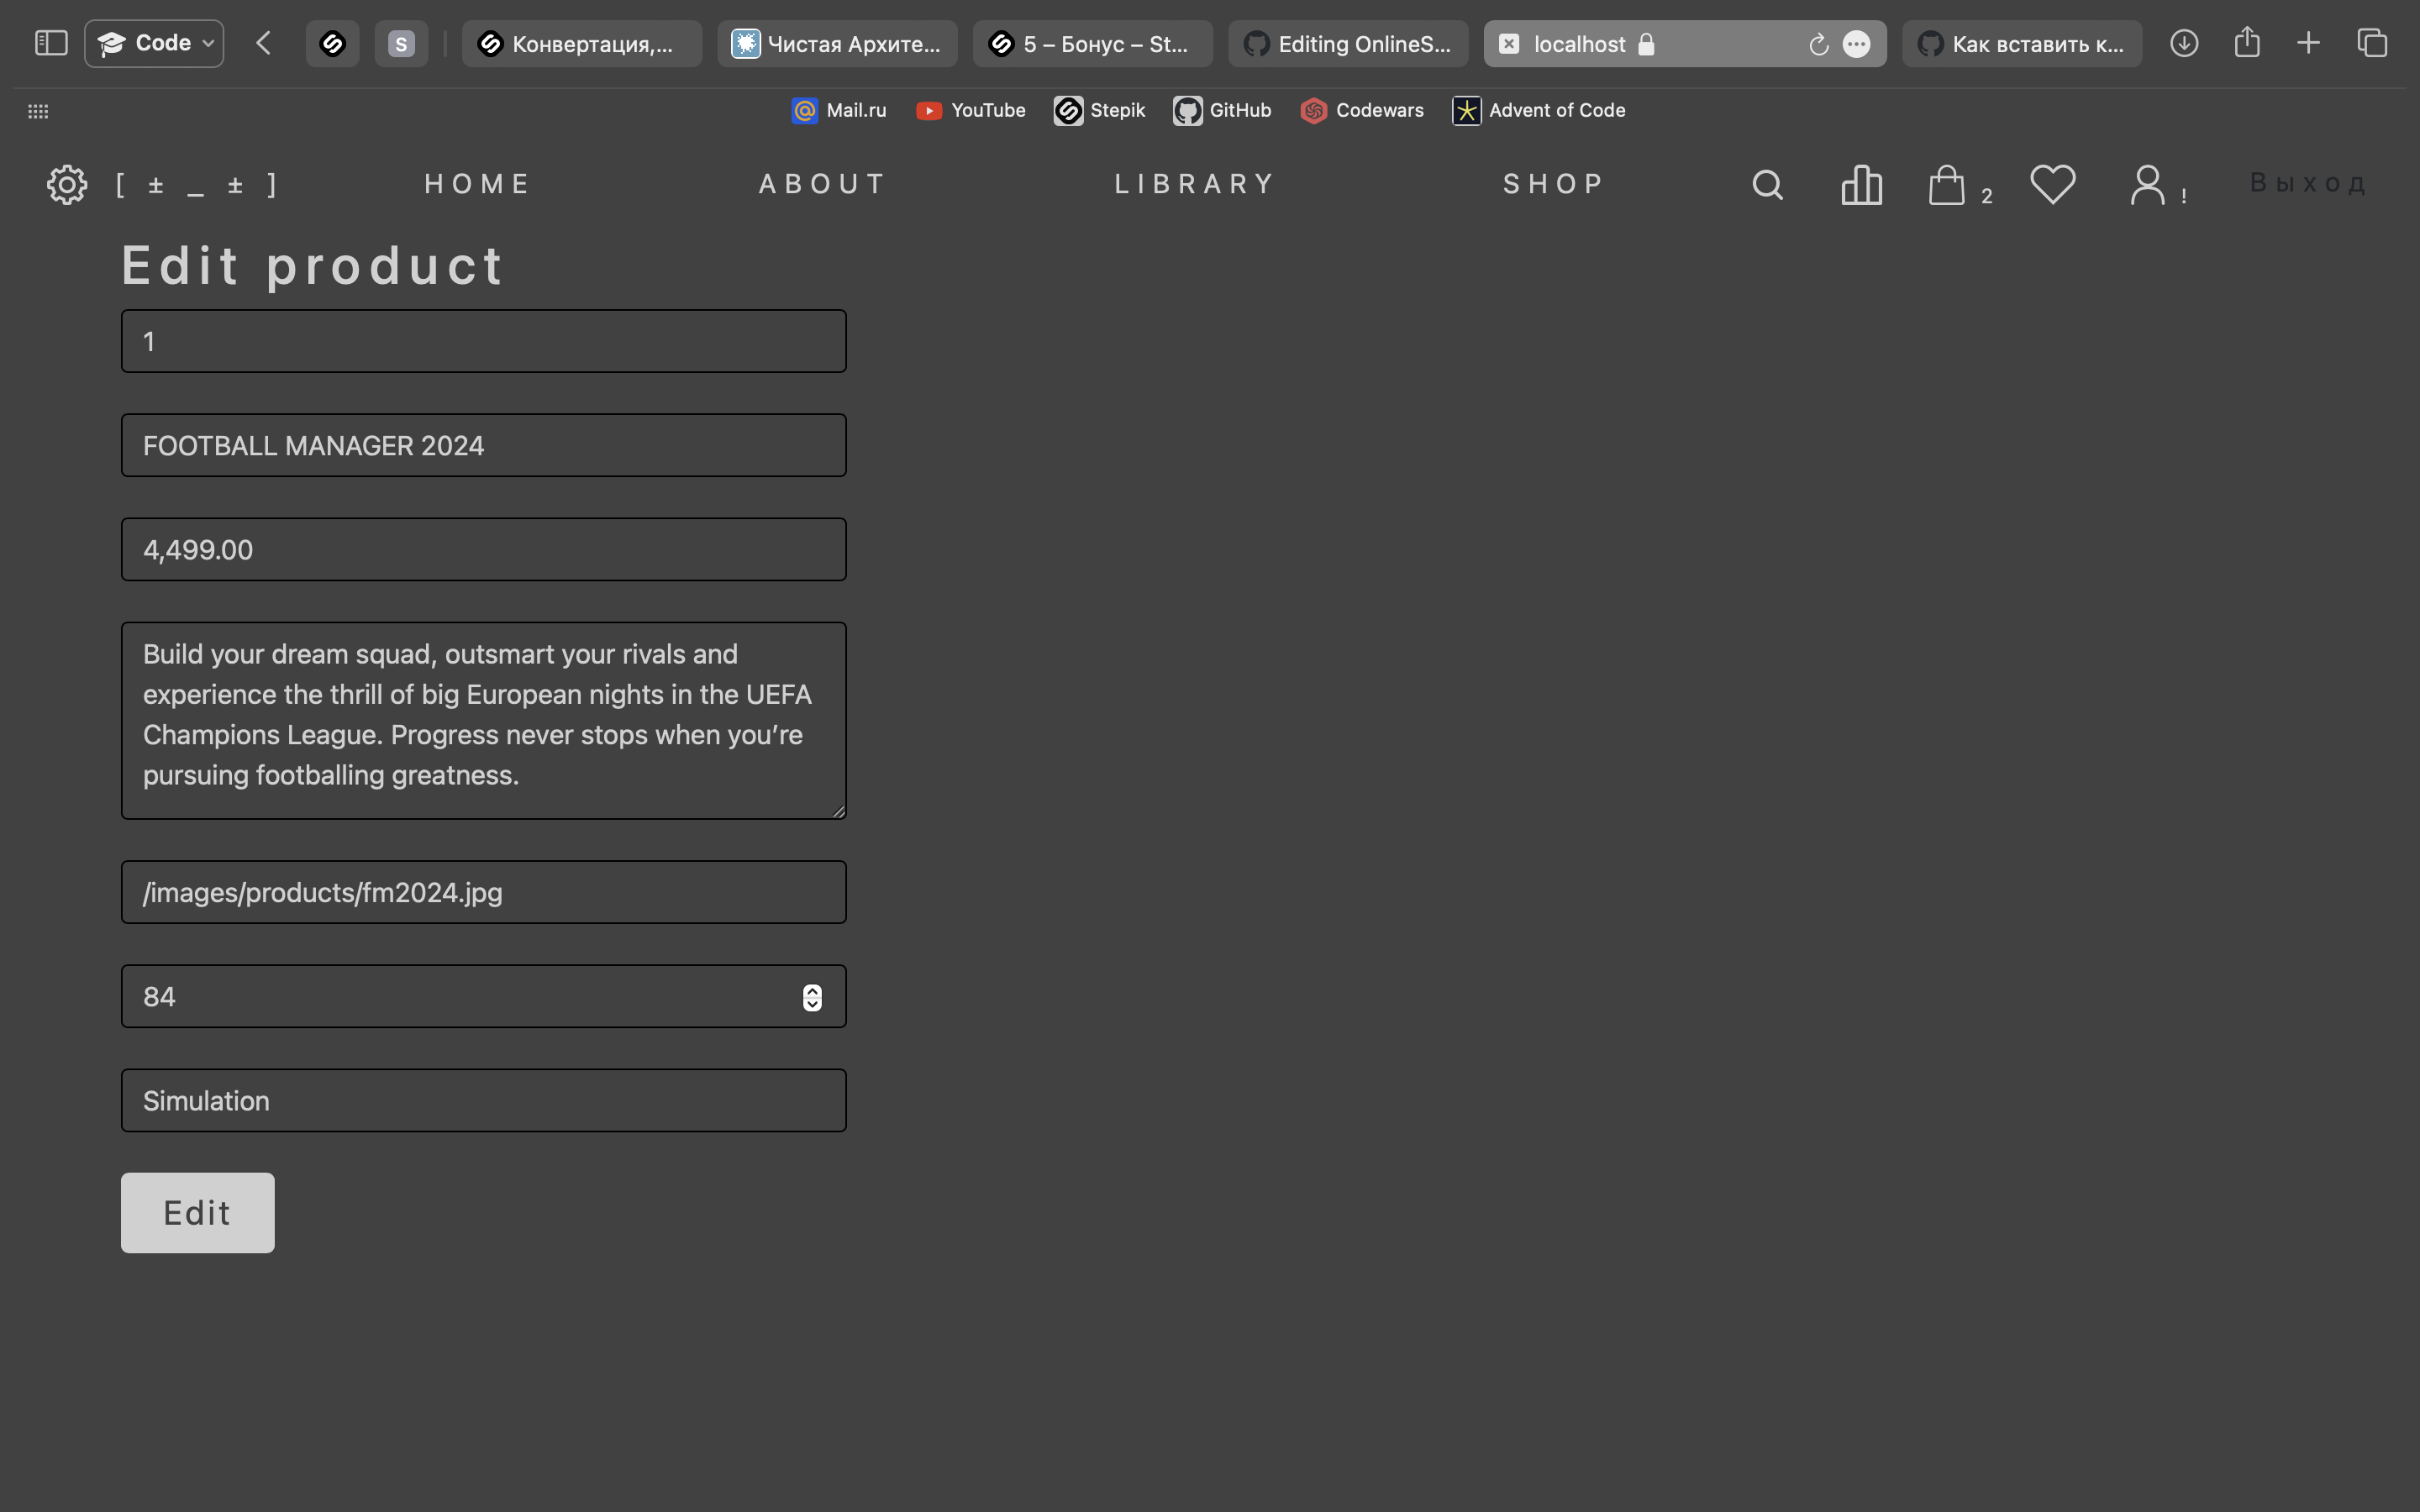 Code
S
Конвертация,...
Чистая Архите...
5 – Бонус – St...
Editing OnlineS...
localhost
Как вставить к...
Mail.ru
YouTube
Stepik
GitHub
Codewars
Advent of Code
[ ± _ ± ]
HOME
ABOUT
LIBRARY
SHOP
2
!
Выход
Edit product
1
FOOTBALL MANAGER 2024
4,499.00
Build your dream squad, outsmart your rivals and
experience the thrill of big European nights in the UEFA
Champions League. Progress never stops when you’re
pursuing footballing greatness.
/images/products/fm2024.jpg
84
Simulation
Edit